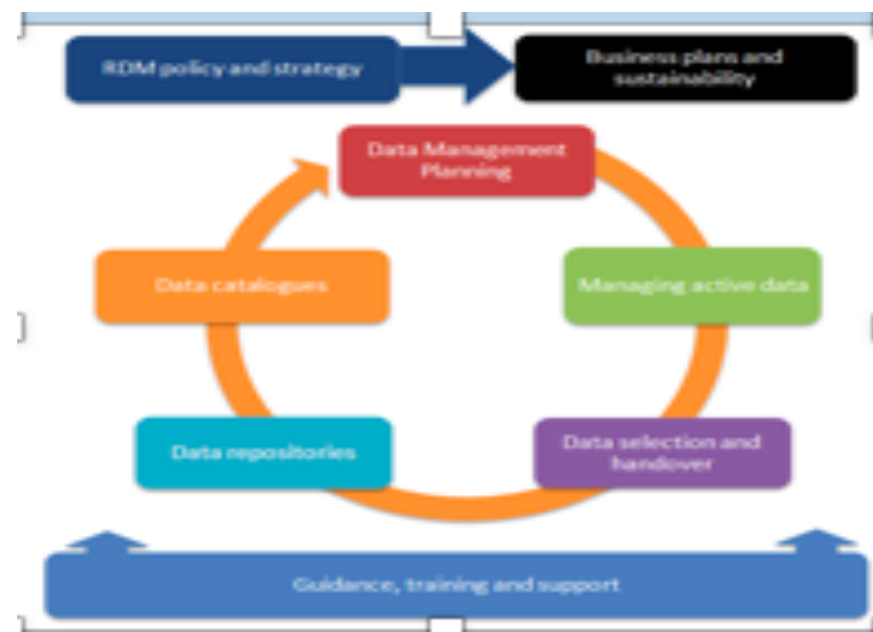 RDM policy and strategy
Business plans and
sustainability
Data Management
Planning
Data catalogues
Managing active data
Data repositories
Data selection and
handover
Guidance, training and support